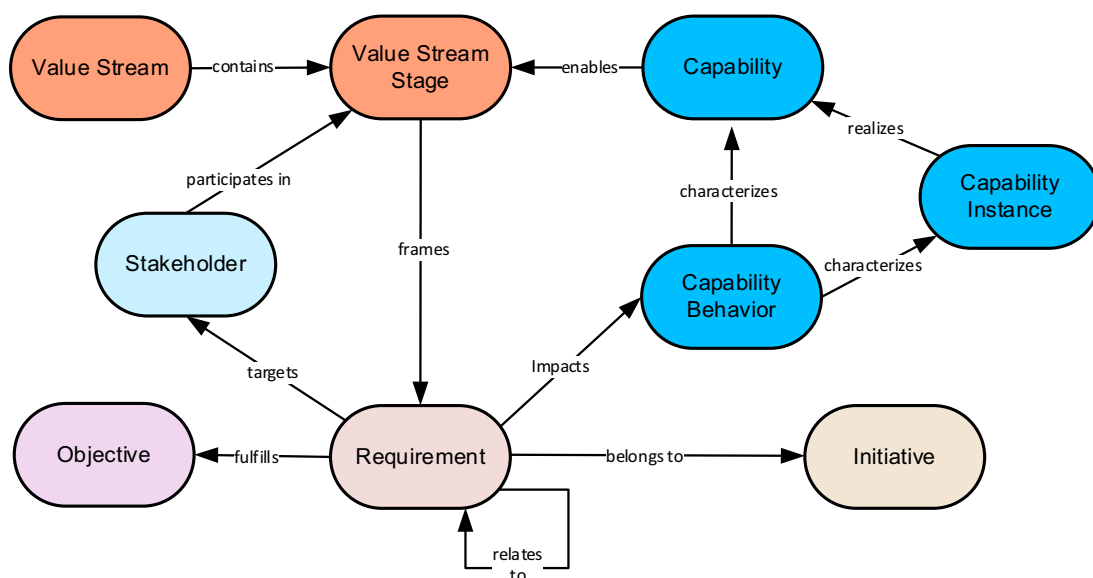 Value Stream
contains
Value Stream
Stage
enables
Capability
realizes
participates in
characterizes
Capability
Instance
Stakeholder
frames
characterizes
Capability
Behavior
targets
Impacts
Objective
fulfills
Requirement
belongs to
Initiative
relates
to